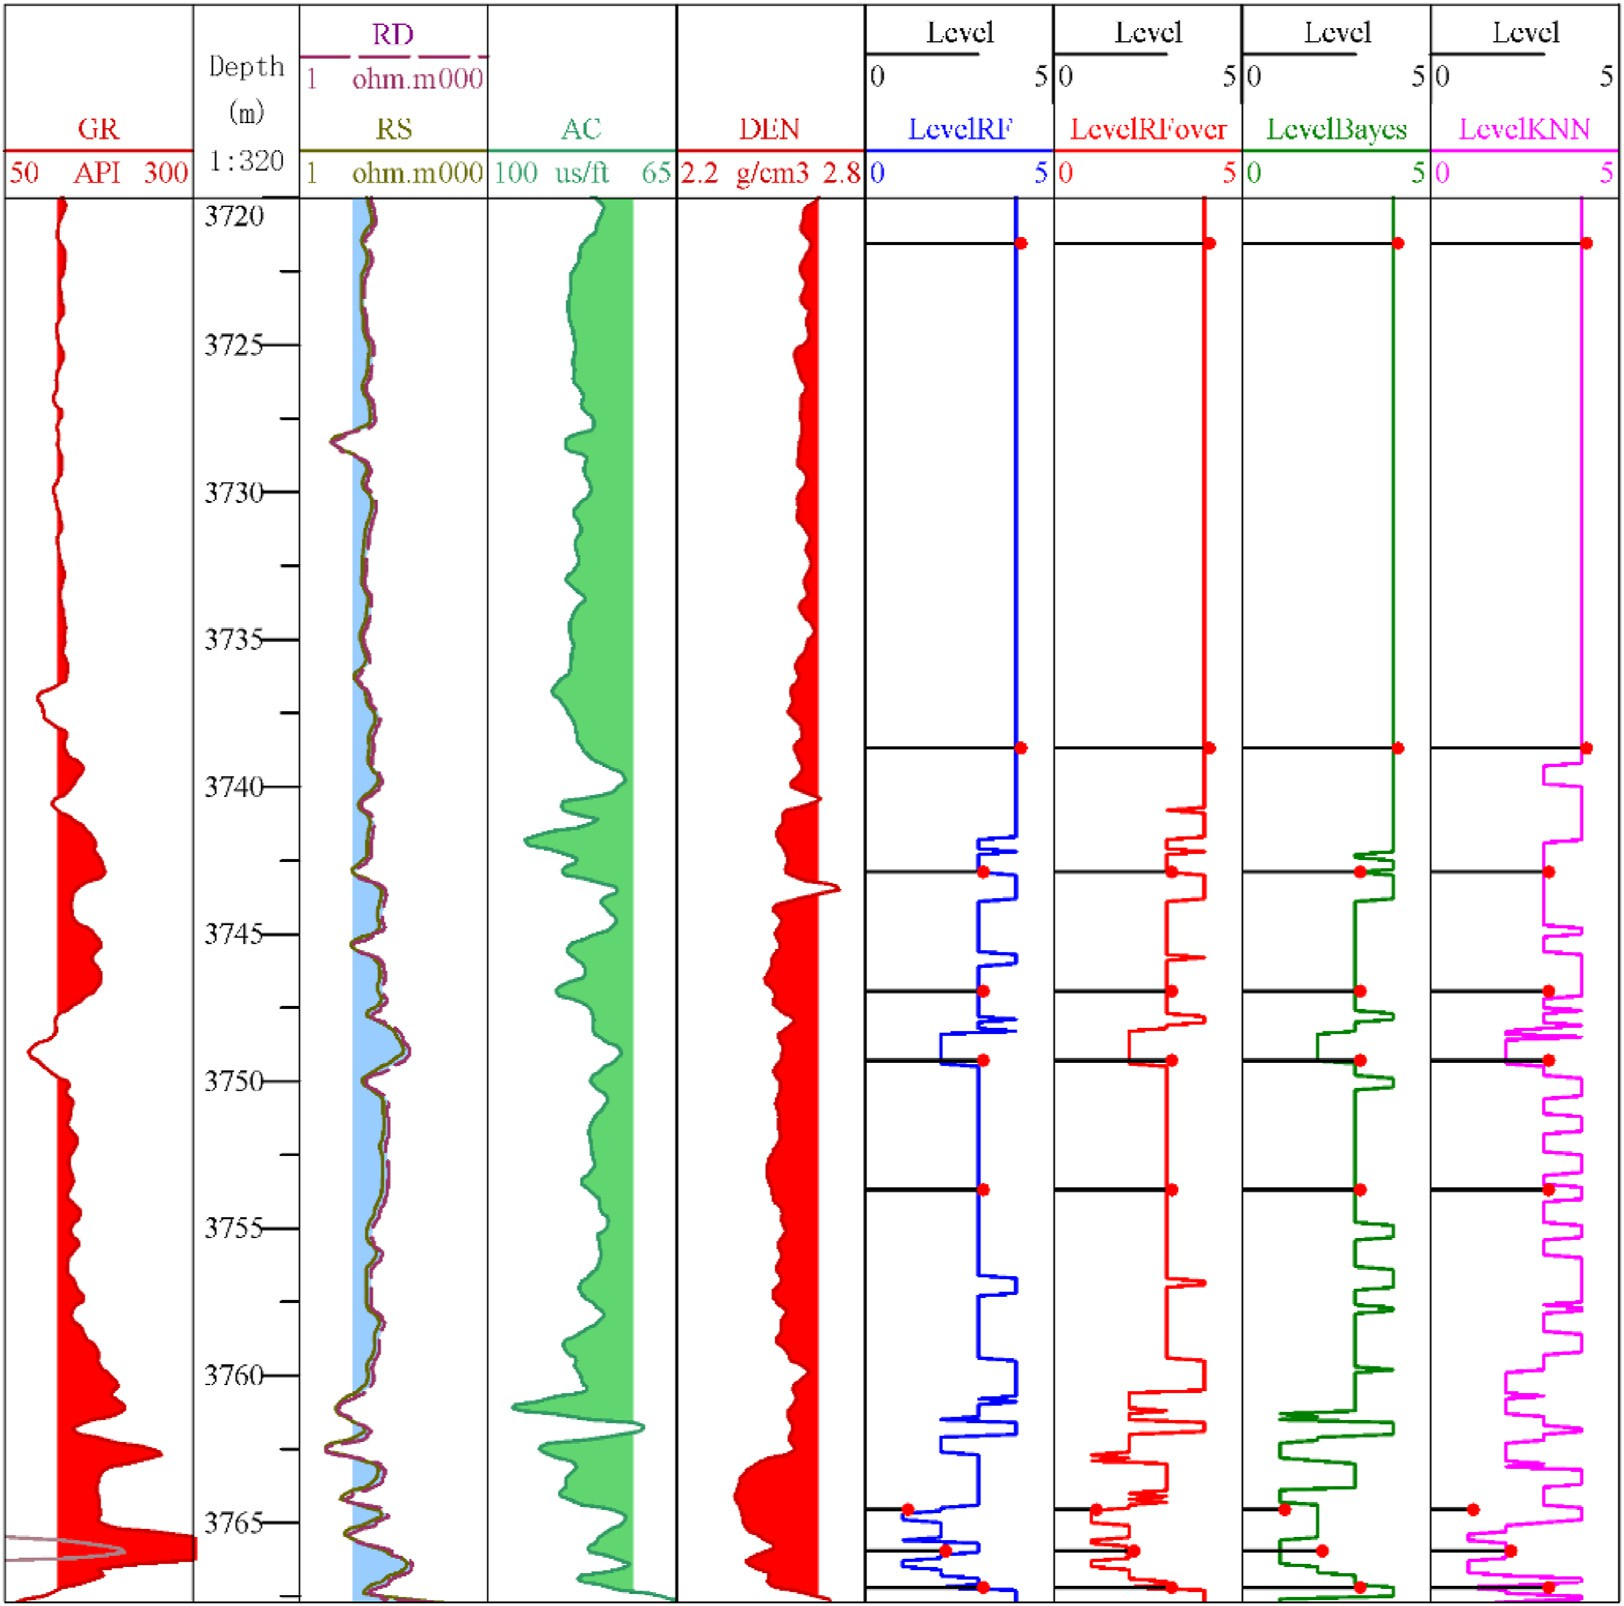 RD
Level Level Level Level
Depth
1 ohm.m000
0 5 0 5 0 5 0 5
(m)
GR RS AC DEN LevelRF LevelRFover LevelBayes LevelKNN
1:320
50 API 300 1 ohm.m000 100 us/ft 65 2.2 g/cm3 2.8 0 5 0 5 0 5 0 5
3720
3725
3730
3735
3740
3745
3750
3755
3760
3765